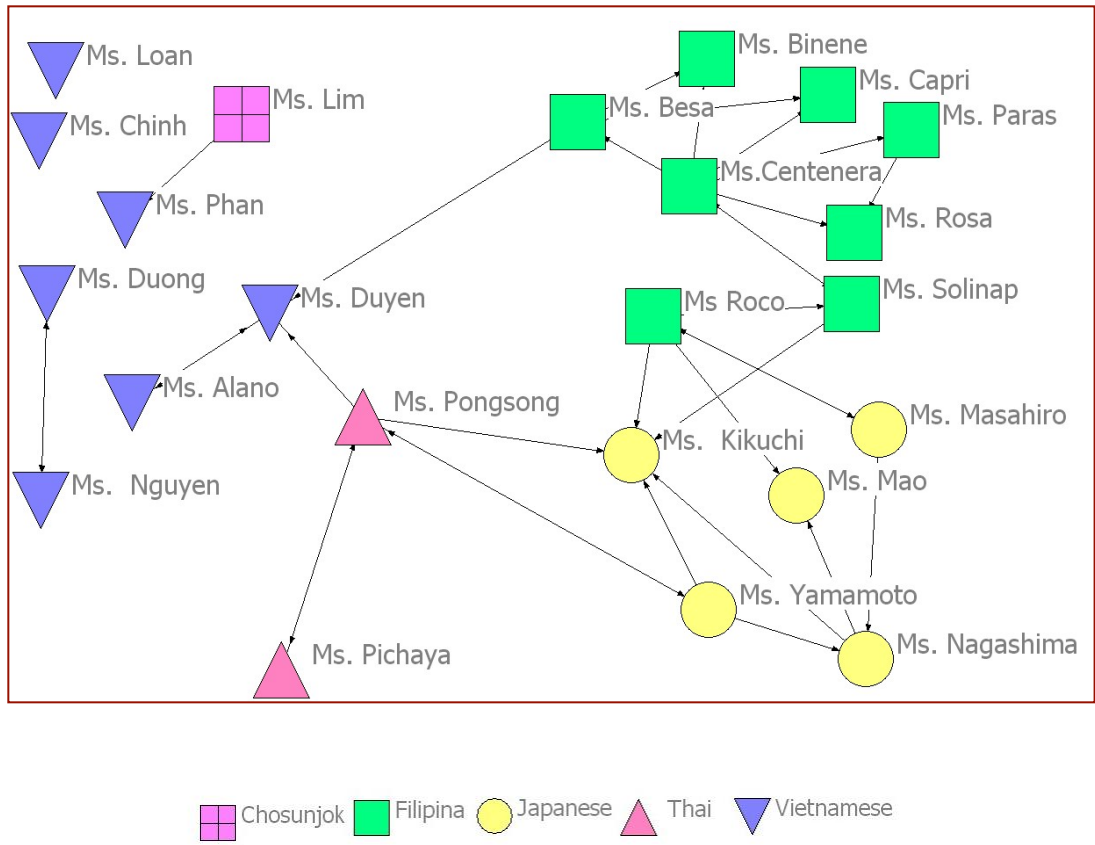 Ms. Loan
Ms. Binene
Ms. Capri
Ms. Lim
Ms. Besa
Ms. Paras
Ms. Chinh
Ms.Centenera
Ms. Phan
Ms. Rosa
Ms. Duong
Ms. Duyen
Ms Roco
Ms. Solinap
Ms. Alano
Ms. Pongsong
Ms. Masahiro
Ms. Kikuchi
Ms. Mao
Ms. Nguyen
Ms. Yamamoto
Ms. Nagashima
Ms. Pichaya
Chosunjok
Filipina
Japanese
Thai
Vietnamese